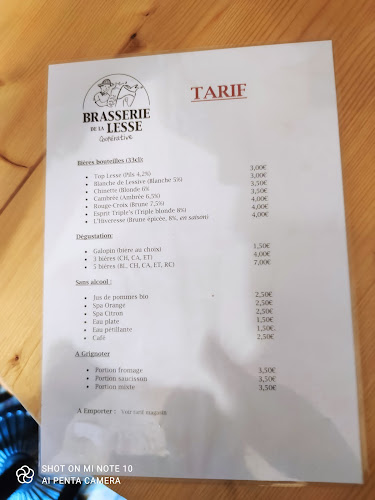 BRASSERIE
DE LA LESSE
Coopérative
TARIF
Bières bouteilles (33cl):
• Top Lesse (Pils 4,2%) 3,00€
• Blanche de Lessive (Blanche 5%) 3,00€
• Chinette (Blonde 6% 3,50€
• Cambrée (Ambrée 6,5%) 3,50€
• Rouge-Croix (Brune 7,5%) 4,00€
• Esprit Triple's (Triple blonde 8%) 4,00€
• L'Hiveresse (Brune épicée, 8%, en saison) 4,00€
Dégustation:
• Galopin (bière au choix) 1,50€
• 3 bières (CH, CA, ET) 4,00€
• 5 bières (BL, CH, CA, ET, RC) 7,00€
Sans alcool :
• Jus de pommes bio 2,50€
• Spa Orange 2,50€
• Spa Citron 2,50€
• Eau plate 1,50€
• Eau pétillante 1,50€
• Café 2,50€
A Grignoter
• Portion fromage 3,50€
• Portion saucisson 3,50€
• Portion mixte 3,50€
A Emporter : Voir tarif magasin
SHOT ON MI NOTE 10
AI PENTA CAMERA